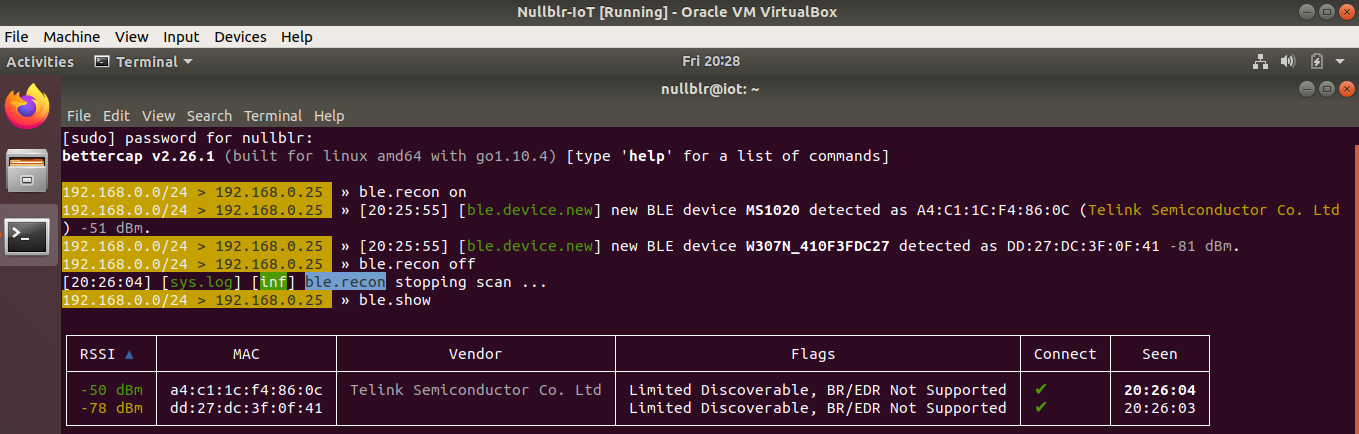 Nullblr-IoT [Running] - Oracle VM VirtualBox
File Machine View Input Devices Help
Activities Terminal Fri 20:28
nullblr@iot: ~
File Edit View Search Terminal Help
[sudo] password for nullblr:
bettercap v2.26.1 (built for linux amd64 with go1.10.4) [type 'help' for a list of commands]
192.168.0.0/24 > 192.168.0.25 » ble.recon on
192.168.0.0/24 > 192.168.0.25 » [20:25:55] [ble.device.new] new BLE device MS1020 detected as A4:C1:1C:F4:86:0C (Telink Semiconductor Co. Ltd
) -51 dBm.
192.168.0.0/24 > 192.168.0.25 » [20:25:55] [ble.device.new] new BLE device W307N_410F3FDC27 detected as DD:27:DC:3F:0F:41 -81 dBm.
192.168.0.0/24 > 192.168.0.25 » ble.recon off
[20:26:04] [sys.log] [inf] ble.recon stopping scan ...
192.168.0.0/24 > 192.168.0.25 » ble.show
RSSI ▲ MAC Vendor Flags Connect Seen
-50 dBm a4:c1:1c:f4:86:0c Telink Semiconductor Co. Ltd Limited Discoverable, BR/EDR Not Supported ✔ 20:26:04
-78 dBm dd:27:dc:3f:0f:41 Limited Discoverable, BR/EDR Not Supported ✔ 20:26:03